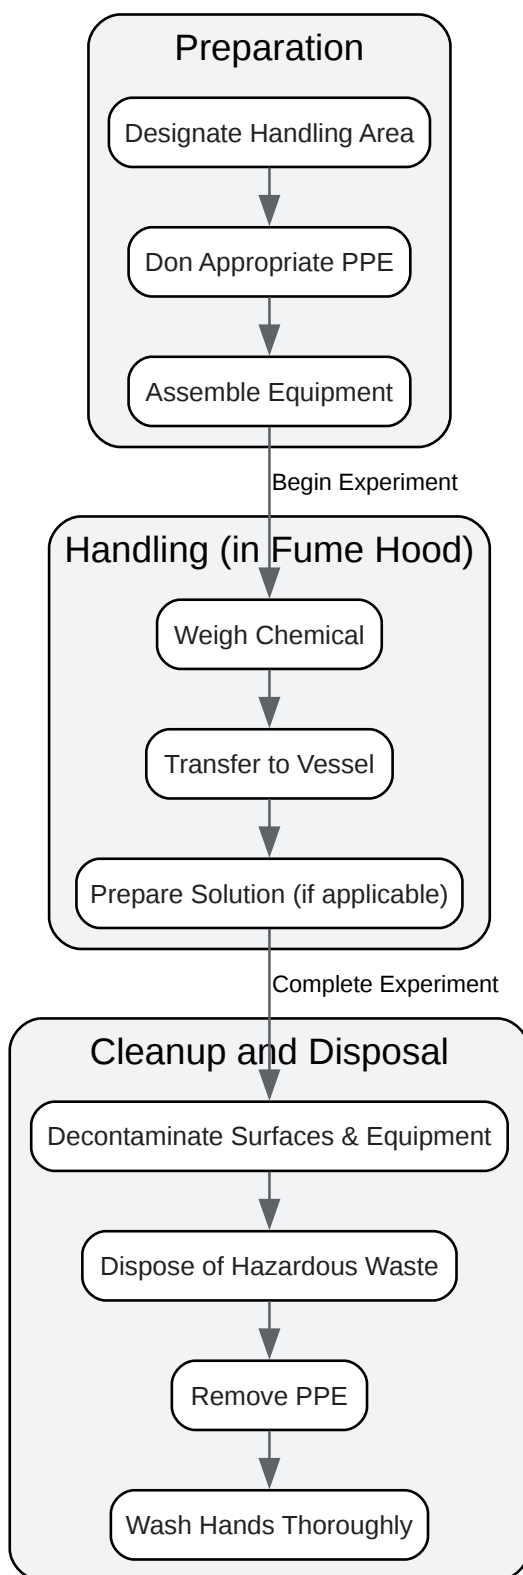 Preparation
Designate Handling Area
Don Appropriate PPE
Assemble Equipment
Begin Experiment
Handling (in Fume Hood)
Weigh Chemical
Transfer to Vessel
Prepare Solution (if applicable)
Complete Experiment
Cleanup and Disposal
Decontaminate Surfaces & Equipment
Dispose of Hazardous Waste
Remove PPE
Wash Hands Thoroughly